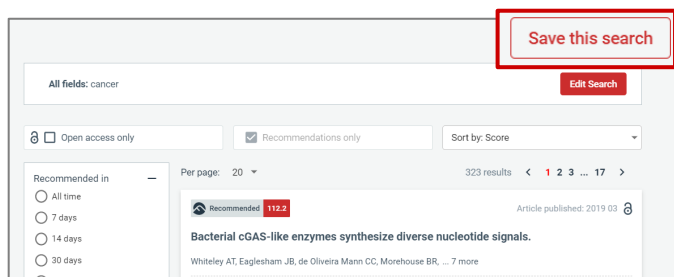 Save this search
All fields: cancer
Edit Search
Open access only
Recommendations only
Sort by: Score
Recommended in
Per page: 20
323 results < 1 2 3 ... 17 >
All time
7 days
14 days
30 days
Recommended 112.2
Article published: 2019 03
Bacterial cGAS-like enzymes synthesize diverse nucleotide signals.
Whiteley AT, Eaglesham JB, de Oliveira Mann CC, Morehouse BR, ... 7 more